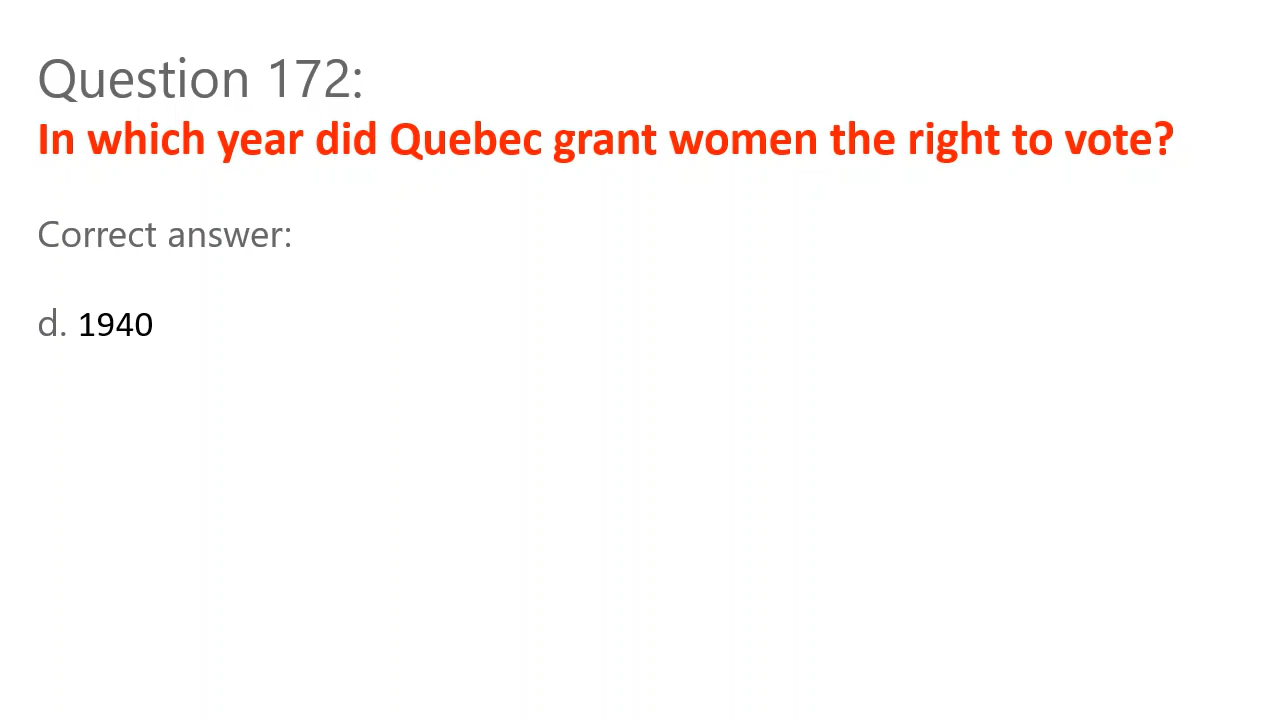 Question 172:
In which year did Quebec grant women the right to vote?
Correct answer:
d. 1940